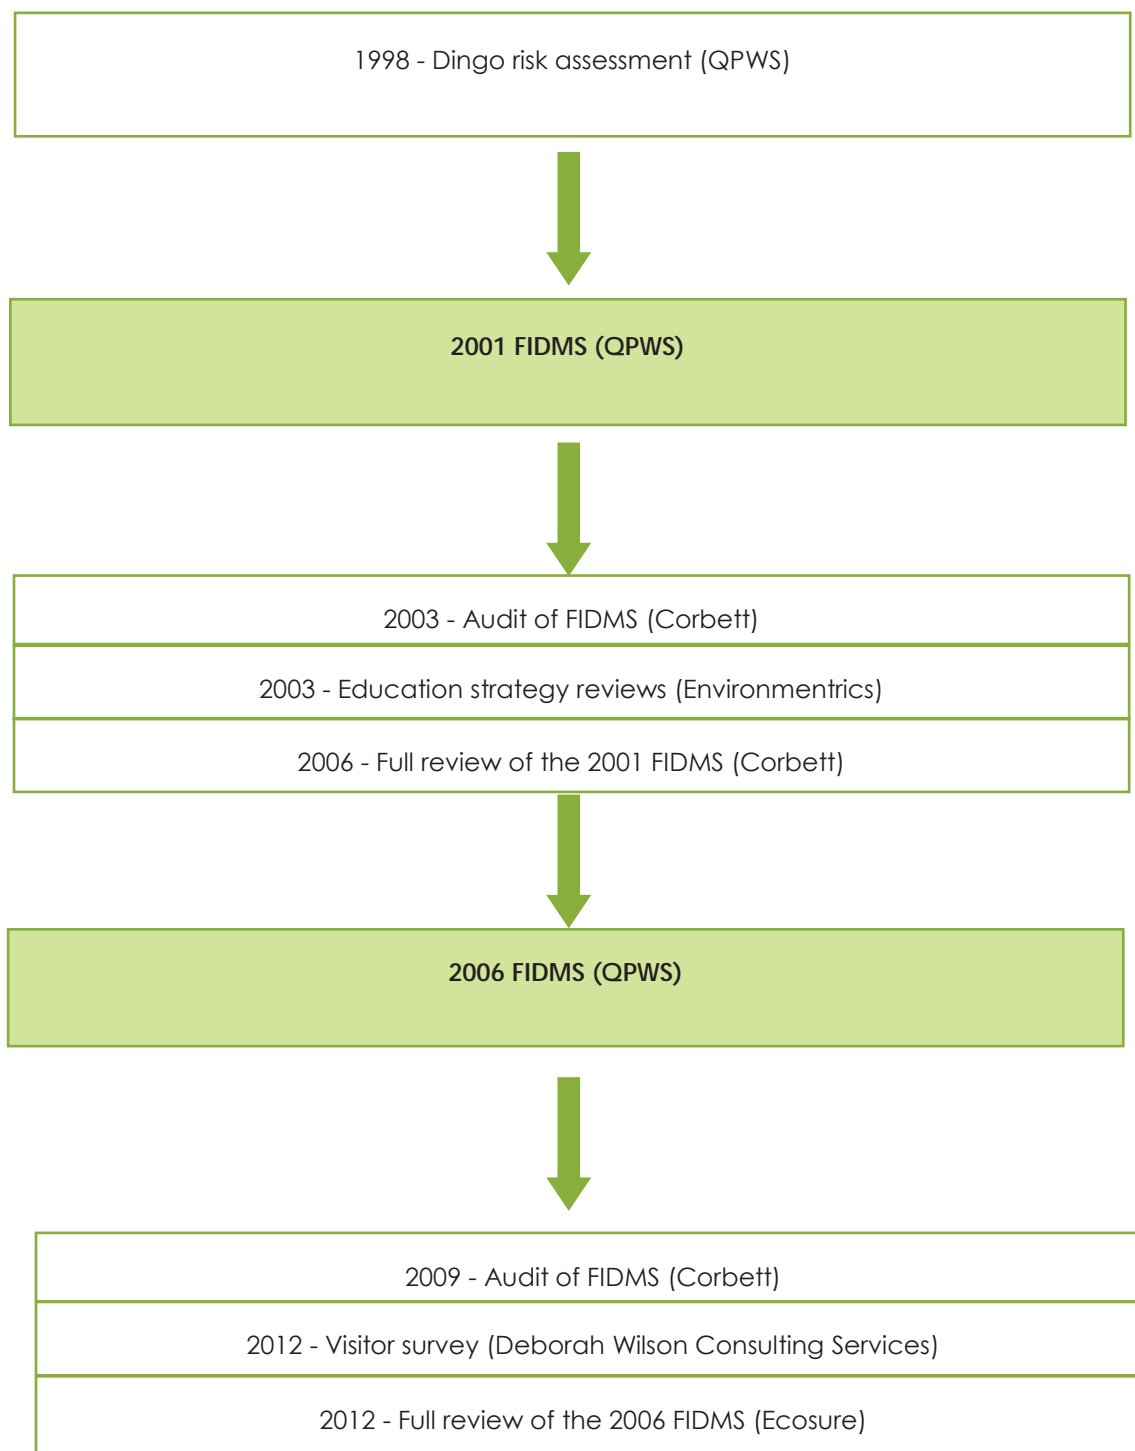 1998 - Dingo risk assessment (QPWS)
2001 FIDMS (QPWS)
2003 - Audit of FIDMS (Corbett)
2003 - Education strategy reviews (Environmentrics)
2006 - Full review of the 2001 FIDMS (Corbett)
2006 FIDMS (QPWS)
2009 - Audit of FIDMS (Corbett)
2012 - Visitor survey (Deborah Wilson Consulting Services)
2012 - Full review of the 2006 FIDMS (Ecosure)